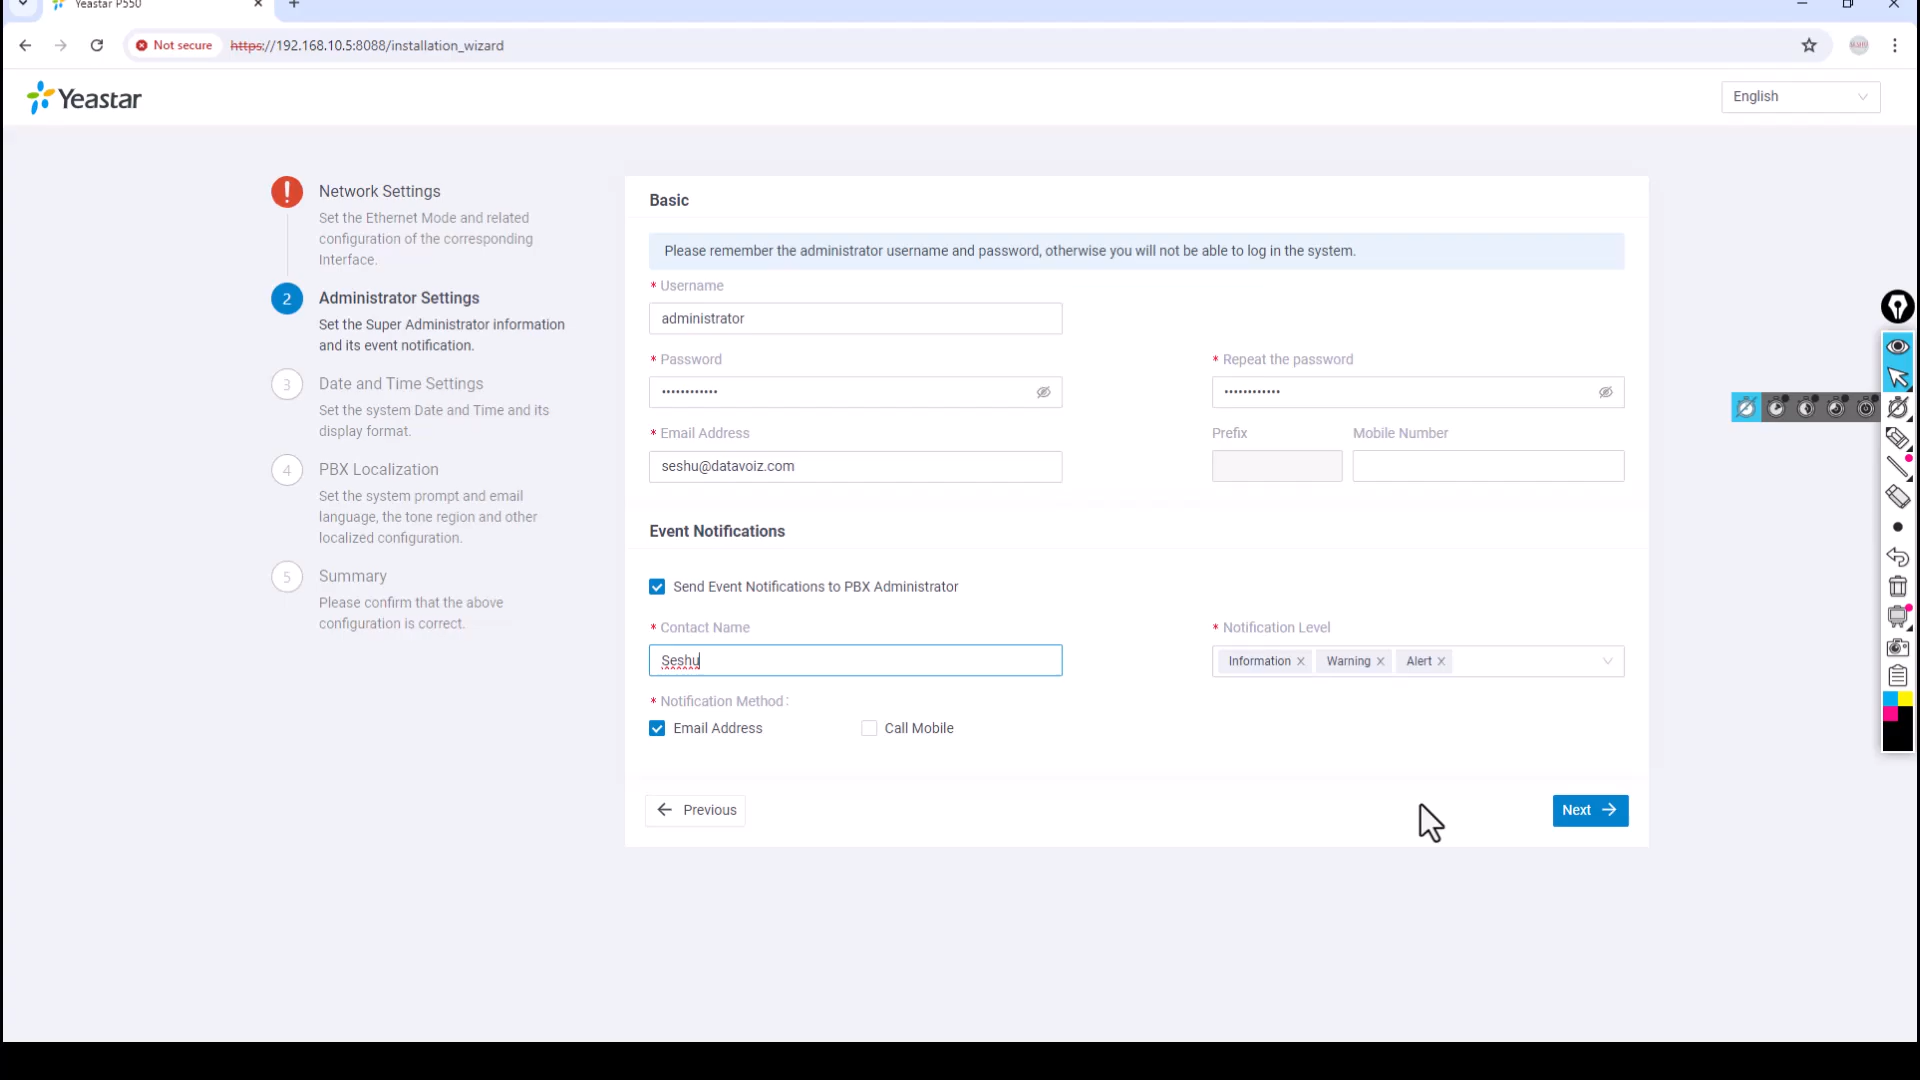 Yeastar P550
Not secure https://192.168.10.5:8088/installation_wizard
Yeastar
English
Network Settings
Set the Ethernet Mode and related
configuration of the corresponding
Interface.
2 Administrator Settings
Set the Super Administrator information
and its event notification.
3 Date and Time Settings
Set the system Date and Time and its
display format.
4 PBX Localization
Set the system prompt and email
language, the tone region and other
localized configuration.
5 Summary
Please confirm that the above
configuration is correct.
Basic
Please remember the administrator username and password, otherwise you will not be able to log in the system.
* Username
administrator
* Password * Repeat the password
•••••••••••• ••••••••••••
* Email Address Prefix Mobile Number
seshu@datavoiz.com
Event Notifications
Send Event Notifications to PBX Administrator
* Contact Name * Notification Level
Seshu Information × Warning × Alert ×
* Notification Method:
Email Address Call Mobile
Previous Next